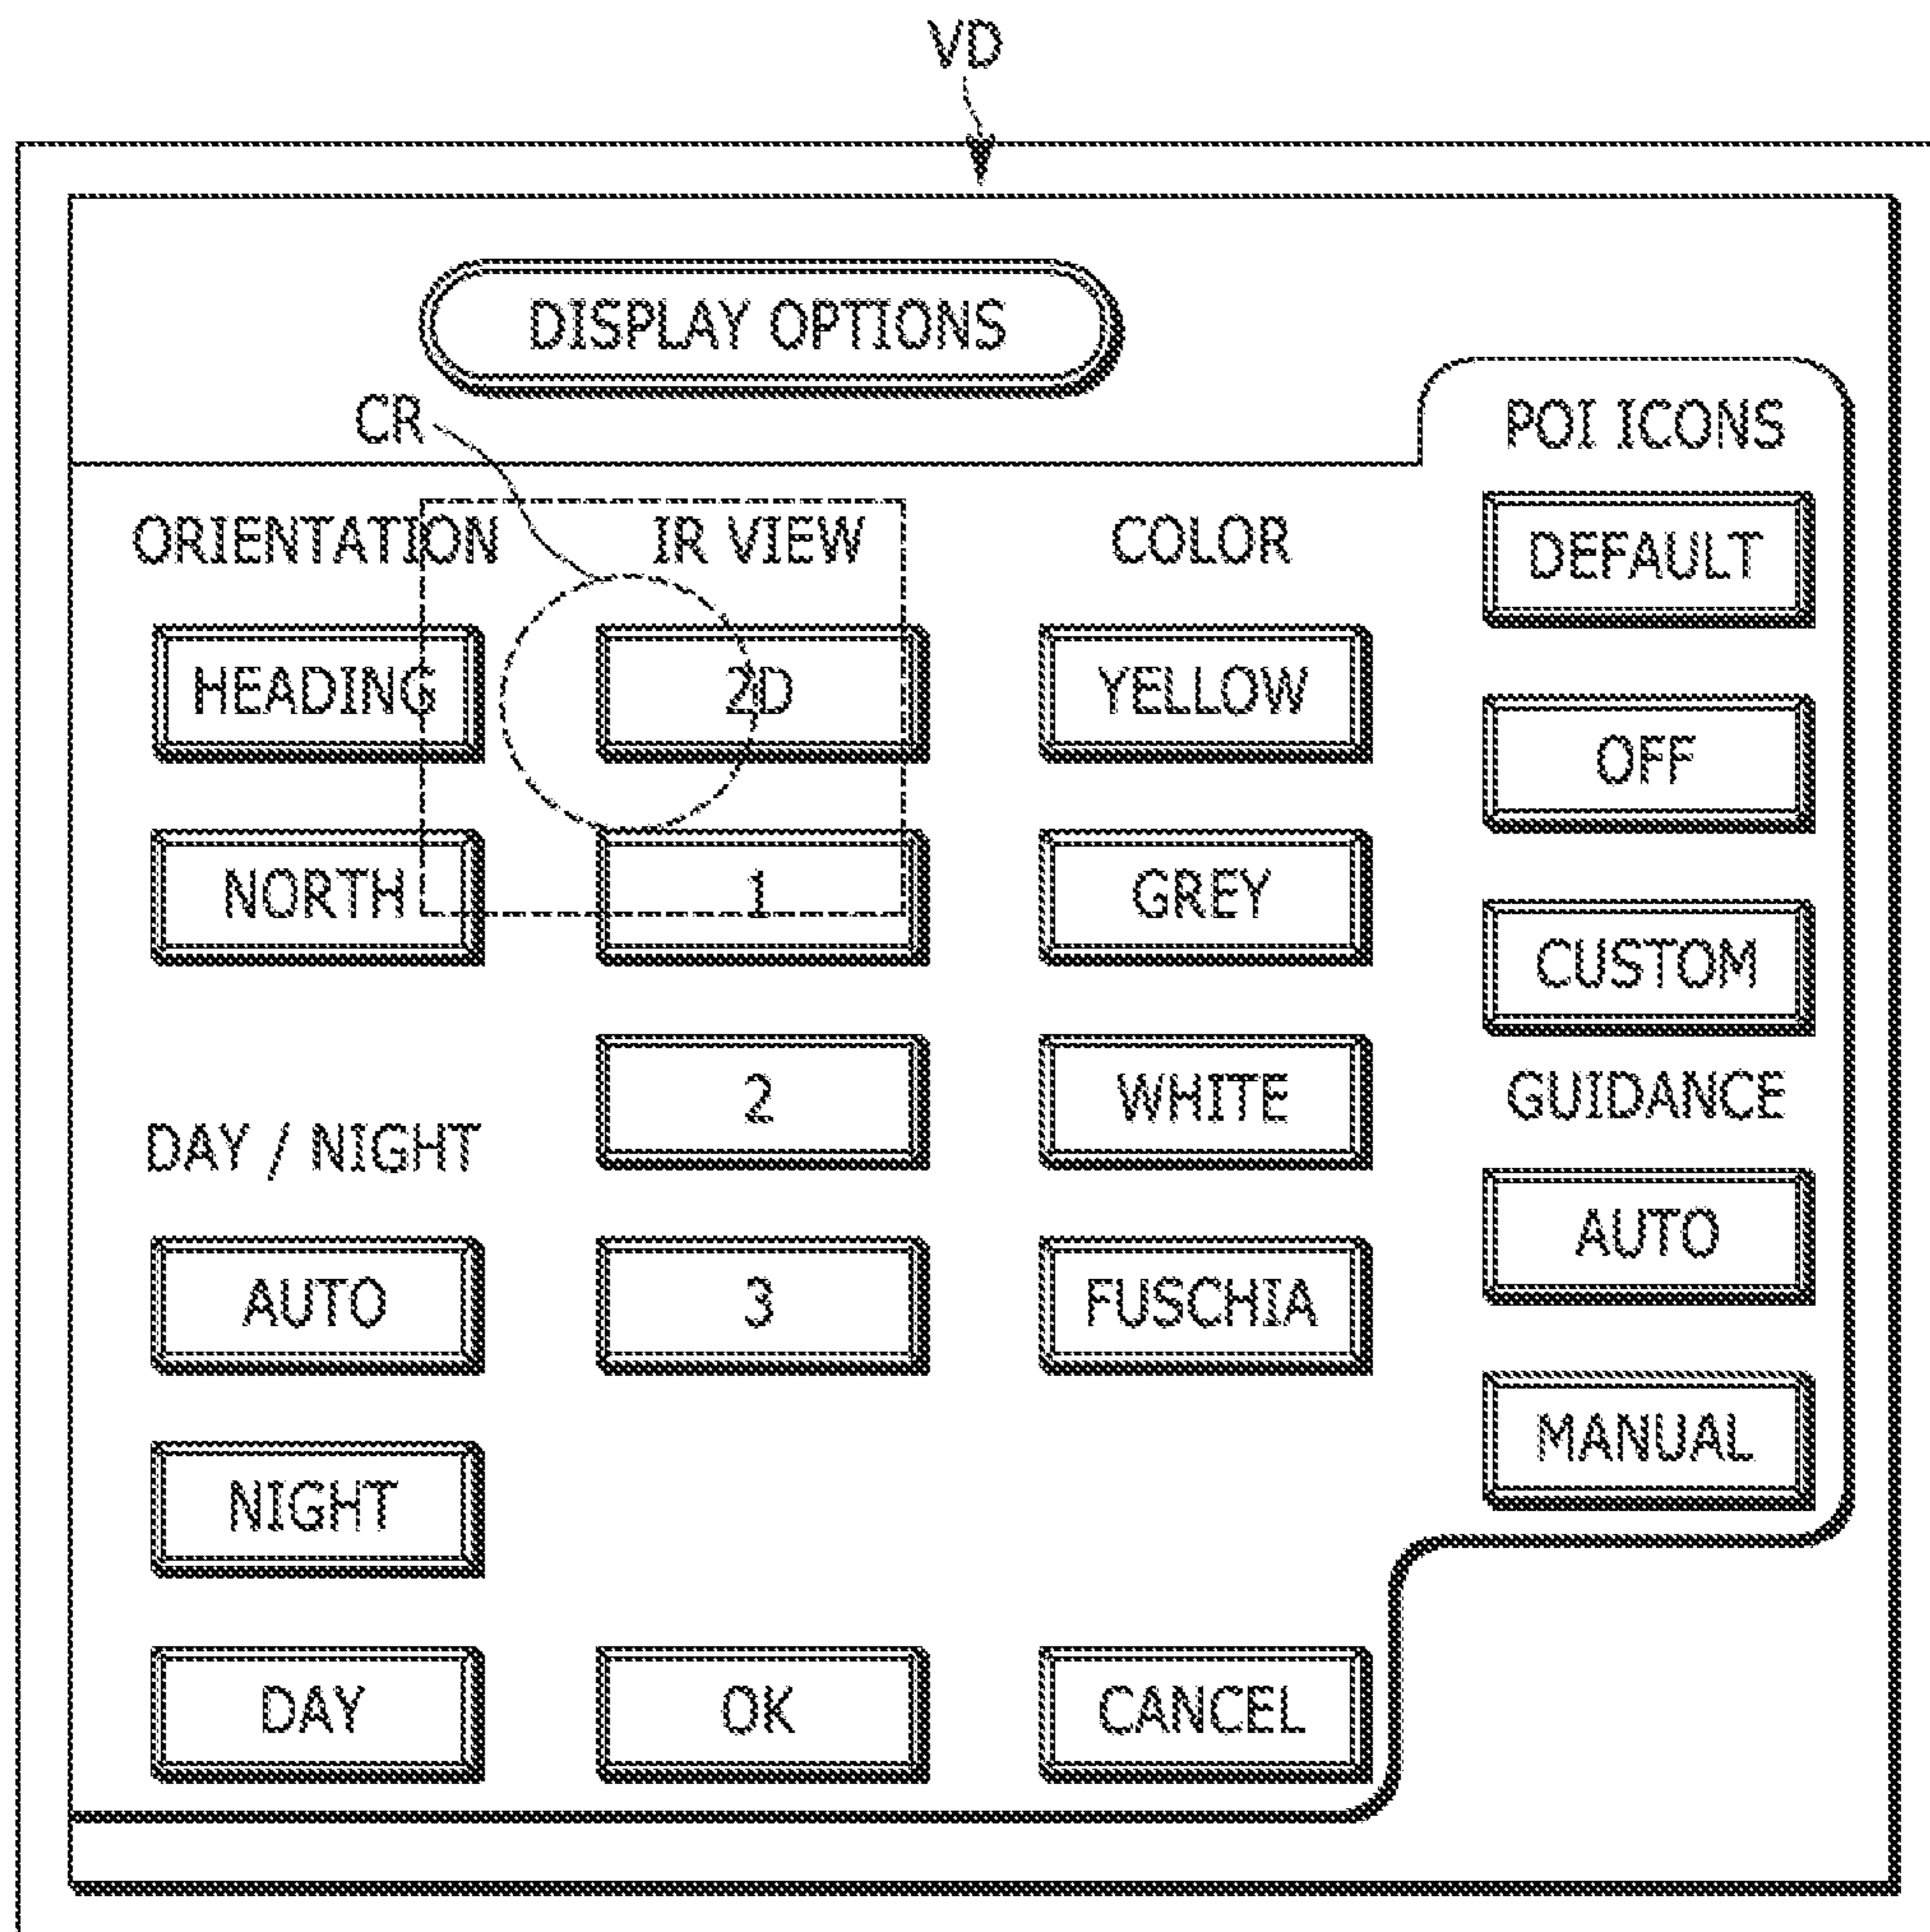 VD
DISPLAY OPTIONS
CR
POI ICONS
ORIENTATION IR VIEW COLOR DEFAULT
HEADING 2D YELLOW OFF
NORTH 1 GREY CUSTOM
2 WHITE GUIDANCE
DAY / NIGHT
AUTO 3 FUSCHIA AUTO
MANUAL
NIGHT
DAY OK CANCEL